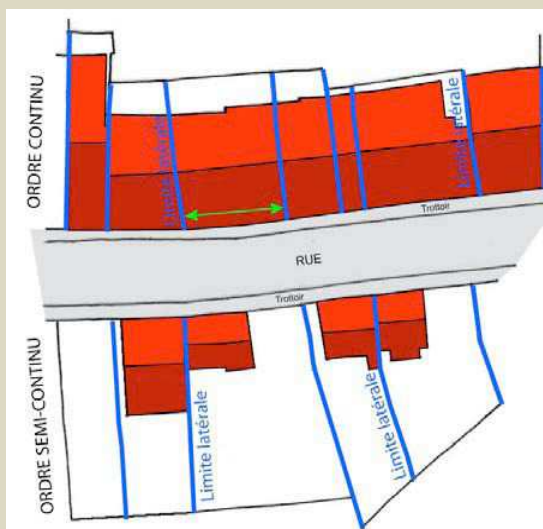 ORDRE CONTINU
Limite latérale
Limite latérale
Trottoir
RUE
Trottoir
ORDRE SEMI-CONTINU
Limite latérale
Limite latérale